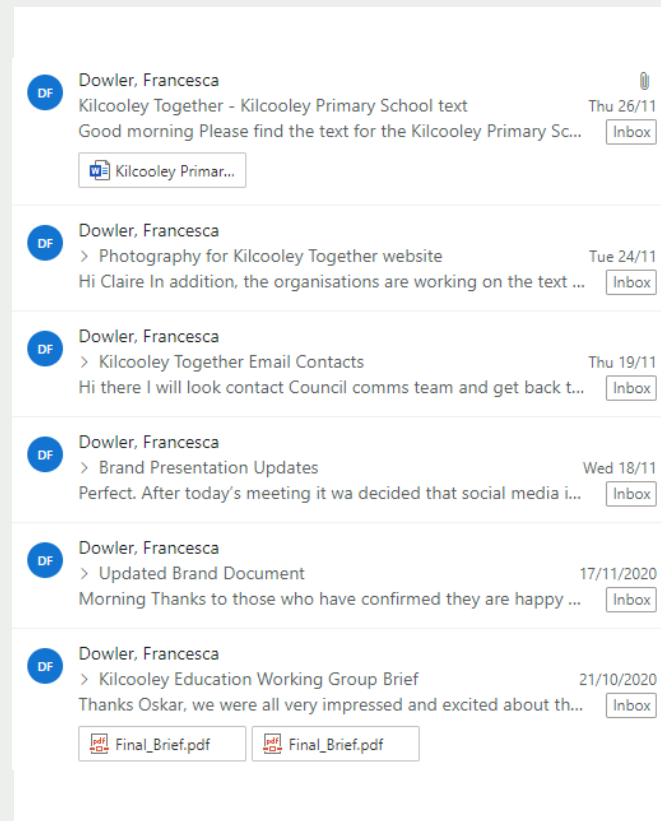 DF
Dowler, Francesca
Kilcooley Together - Kilcooley Primary School text Thu 26/11
Good morning Please find the text for the Kilcooley Primary Sc... Inbox
Kilcooley Primar...
DF
Dowler, Francesca
> Photography for Kilcooley Together website Tue 24/11
Hi Claire In addition, the organisations are working on the text ... Inbox
DF
Dowler, Francesca
> Kilcooley Together Email Contacts Thu 19/11
Hi there I will look contact Council comms team and get back t... Inbox
DF
Dowler, Francesca
> Brand Presentation Updates Wed 18/11
Perfect. After today's meeting it wa decided that social media i... Inbox
DF
Dowler, Francesca
> Updated Brand Document 17/11/2020
Morning Thanks to those who have confirmed they are happy ... Inbox
DF
Dowler, Francesca
> Kilcooley Education Working Group Brief 21/10/2020
Thanks Oskar, we were all very impressed and excited about th... Inbox
Final_Brief.pdf Final_Brief.pdf